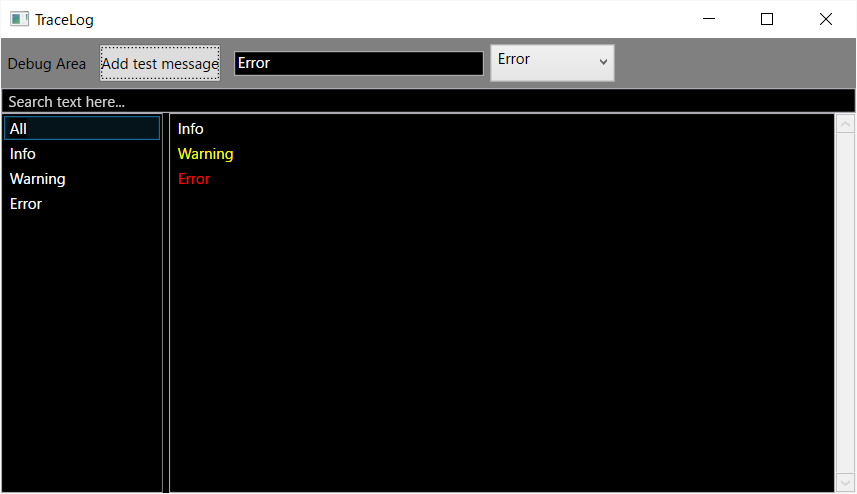 TraceLog
Debug Area Add test message Error Error
Search text here...
All
Info
Warning
Error
Info
Warning
Error